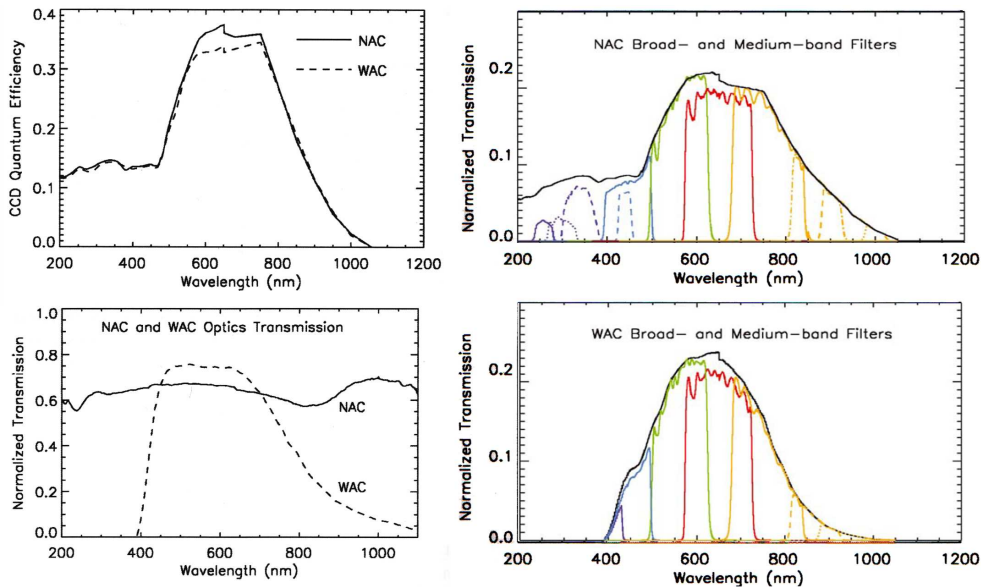 CCD Quantum Efficiency
0.4
0.3
0.2
0.1
0.0
NAC
WAC
200 400 600 800 1000 1200
Wavelength (nm)
NAC Broad- and Medium-band Filters
Normalized Transmission
0.2
0.1
0.0
200 400 600 800 1000 1200
Wavelength (nm)
NAC and WAC Optics Transmission
Normalized Transmission
1.0
0.8
0.6
0.4
0.2
0.0
NAC
WAC
200 400 600 800 1000
Wavelength (nm)
WAC Broad- and Medium-band Filters
Normalized Transmission
0.2
0.1
0.0
200 400 600 800 1000 1200
Wavelength (nm)